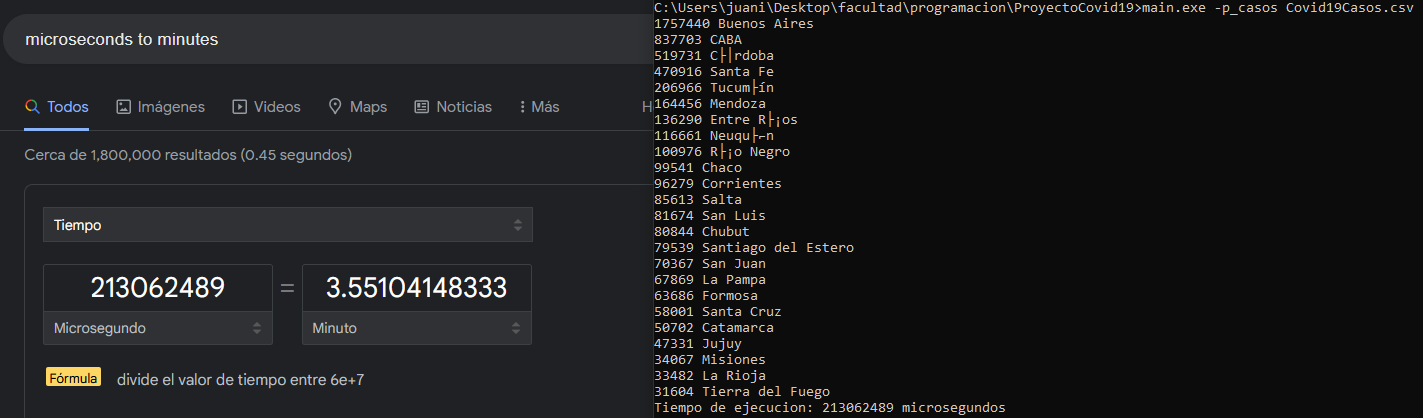 microseconds to minutes
Todos Imágenes Videos Maps Noticias Más H
Cerca de 1,800,000 resultados (0.45 segundos)
Tiempo
213062489 = 3.55104148333
Microsegundo Minuto
Fórmula divide el valor de tiempo entre 6e+7
C:\Users\juani\Desktop\facultad\programacion\ProyectoCovid19>main.exe -p_casos Covid19Casos.csv
1757440 Buenos Aires
837703 CABA
519731 C├│rdoba
470916 Santa Fe
206966 Tucum├ín
164456 Mendoza
136290 Entre R├¡os
116661 Neuqu├⌐n
100976 R├¡o Negro
99541 Chaco
96279 Corrientes
85613 Salta
81674 San Luis
80844 Chubut
79539 Santiago del Estero
70367 San Juan
67869 La Pampa
63686 Formosa
58001 Santa Cruz
50702 Catamarca
47331 Jujuy
34067 Misiones
33482 La Rioja
31604 Tierra del Fuego
Tiempo de ejecucion: 213062489 microsegundos